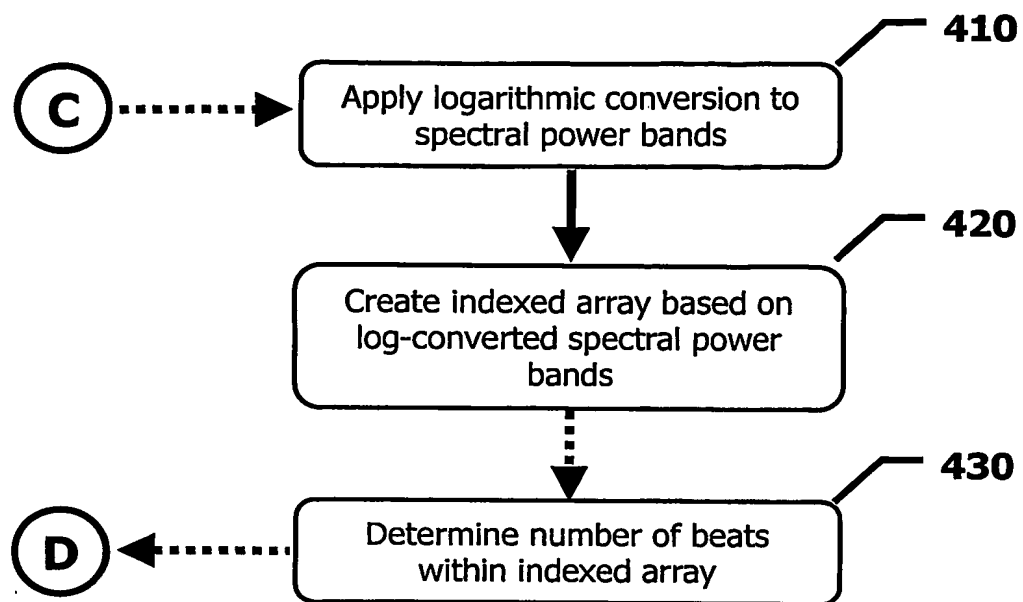 410
C
Apply logarithmic conversion to
spectral power bands
420
Create indexed array based on
log-converted spectral power
bands
430
D
Determine number of beats
within indexed array